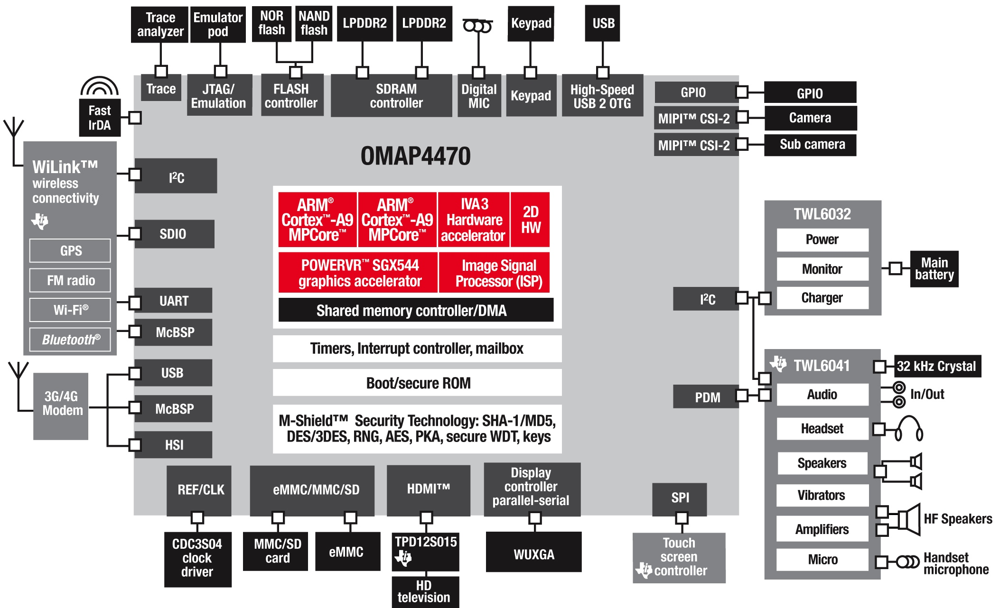 Trace
analyzer
Emulator
pod
NOR
flash
NAND
flash
LPDDR2
LPDDR2
Keypad
USB
Trace
JTAG/
Emulation
FLASH
controller
SDRAM
controller
Digital
MIC
Keypad
High-Speed
USB 2 OTG
GPIO
GPIO
MIPI™ CSI-2
Camera
MIPI™ CSI-2
Sub camera
Fast
IrDA
OMAP4470
WiLink™
wireless
connectivity
GPS
FM radio
Wi-Fi®
Bluetooth®
I²C
SDIO
UART
McBSP
USB
McBSP
HSI
3G/4G
Modem
ARM®
Cortex™-A9
MPCore™
ARM®
Cortex™-A9
MPCore™
IVA 3
Hardware
accelerator
2D
HW
POWERVR™ SGX544
graphics accelerator
Image Signal
Processor (ISP)
Shared memory controller/DMA
Timers, Interrupt controller, mailbox
Boot/secure ROM
M-Shield™ Security Technology: SHA-1/MD5,
DES/3DES, RNG, AES, PKA, secure WDT, keys
I²C
PDM
TWL6032
Power
Monitor
Charger
Main
battery
TWL6041
32 kHz Crystal
Audio
In/Out
Headset
Speakers
Vibrators
Amplifiers
HF Speakers
Micro
Handset
microphone
REF/CLK
eMMC/MMC/SD
HDMI™
Display
controller
parallel-serial
SPI
CDC3S04
clock
driver
MMC/SD
card
eMMC
TPD12S015
HD
television
WUXGA
Touch
screen
controller